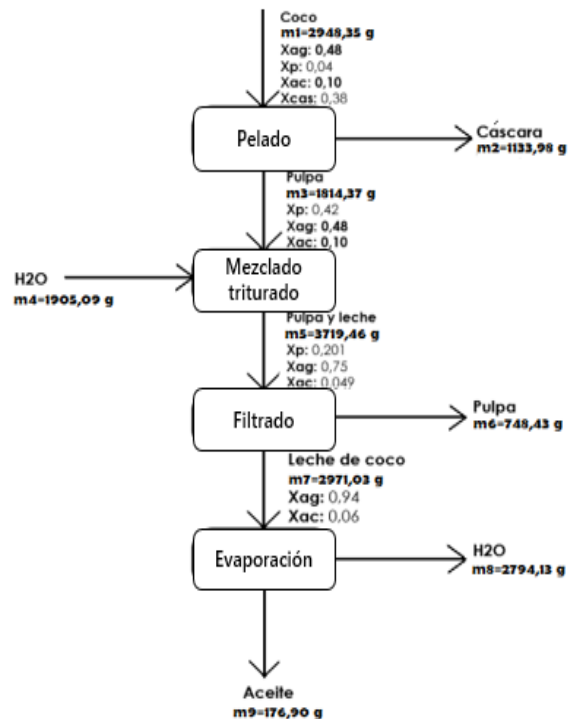 Coco
m1=2948,35 g
Xag: 0,48
Xp: 0,04
Xac: 0,10
Xcas: 0,38
Pelado
Cáscara
m2=1133,98 g
Pulpa
m3=1814,37 g
Xp: 0,42
Xag: 0,48
Xac: 0,10
H2O
m4=1905,09 g
Mezclado
triturado
Pulpa y leche
m5=3719,46 g
Xp: 0,201
Xag: 0,75
Xac: 0,049
Filtrado
Pulpa
m6=748,43 g
Leche de coco
m7=2971,03 g
Xag: 0,94
Xac: 0,06
Evaporación
H2O
m8=2794,13 g
Aceite
m9=176,90 g